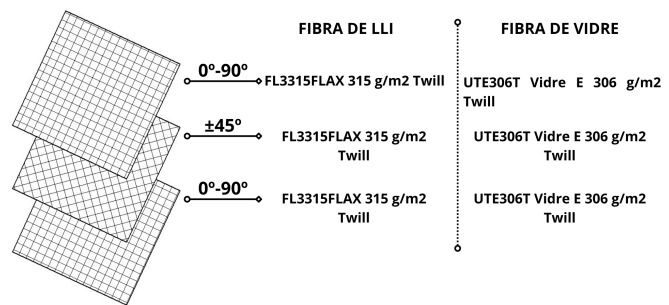 FIBRA DE LLI
FIBRA DE VIDRE
0º-90º
FL3315FLAX 315 g/m2 Twill
UTE306T Vidre E 306 g/m2
Twill
±45º
FL3315FLAX 315 g/m2
Twill
UTE306T Vidre E 306 g/m2
Twill
0º-90º
FL3315FLAX 315 g/m2
Twill
UTE306T Vidre E 306 g/m2
Twill